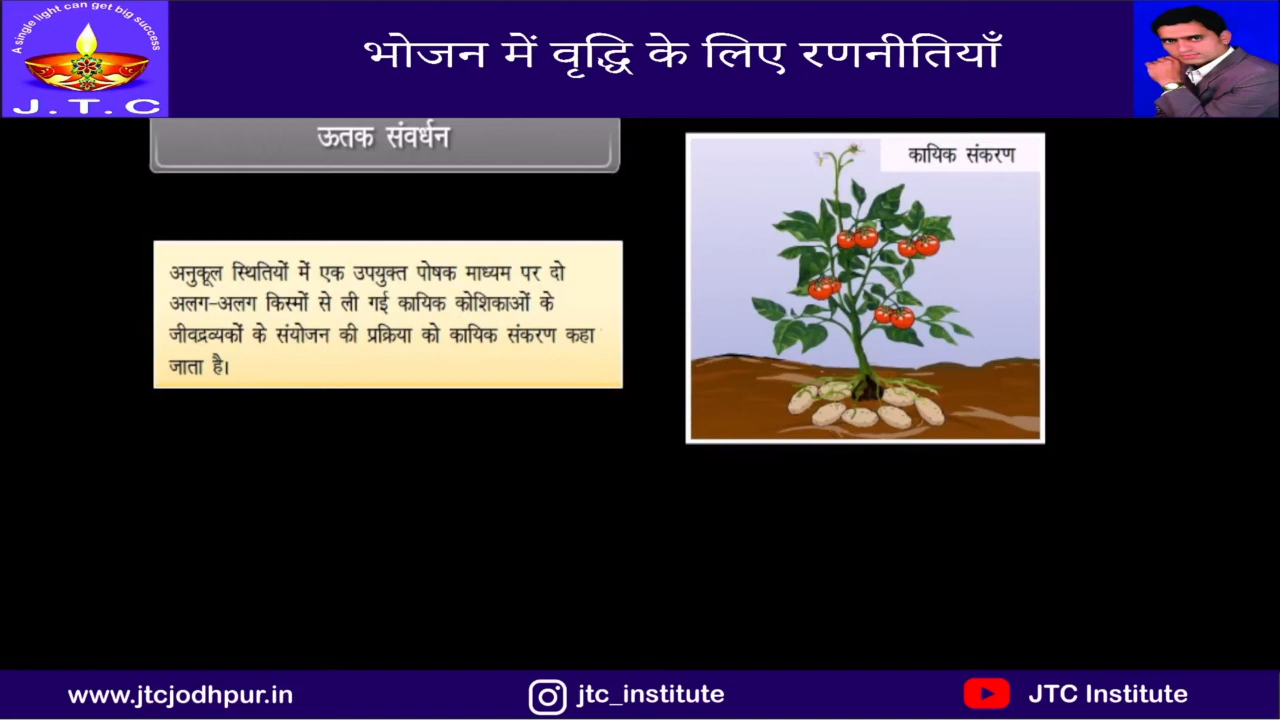 A single light can get big success
J.T.C
भोजन में वृद्धि के लिए रणनीतियाँ
ऊतक संवर्धन
कायिक संकरण
अनुकूल स्थितियों में एक उपयुक्त पोषक माध्यम पर दो
अलग-अलग किस्मों से ली गई कायिक कोशिकाओं के
जीवद्रव्यकों के संयोजन की प्रक्रिया को कायिक संकरण कहा
जाता है।
www.jtcjodhpur.in
jtc_institute
JTC Institute